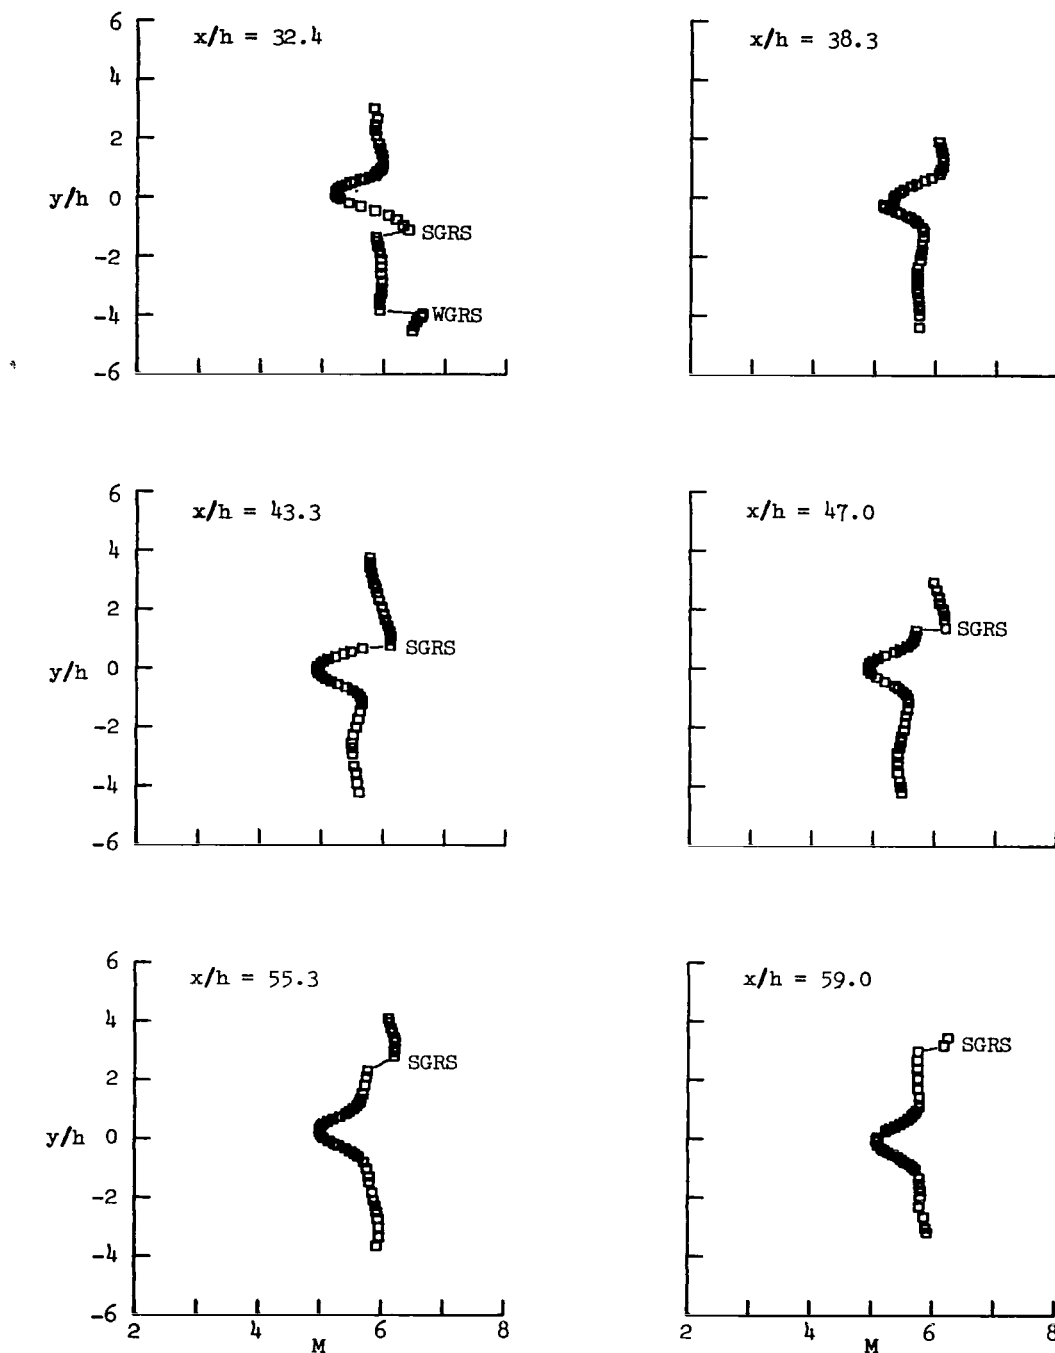 x/h = 32.4
x/h = 38.3
6
4
2
y/h 0
-2
-4
-6
SGRS
WGRS
x/h = 43.3
x/h = 47.0
6
4
2
y/h 0
-2
-4
-6
SGRS
SGRS
x/h = 55.3
x/h = 59.0
6
4
2
y/h 0
-2
-4
-6
SGRS
SGRS
2 4 6 8
M
2 4 6 8
M